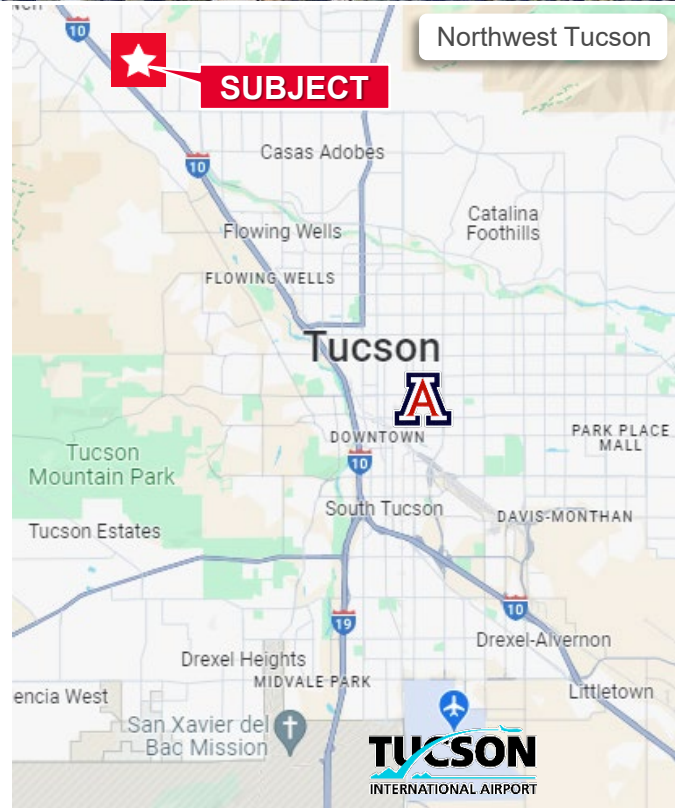 Northwest Tucson
10
SUBJECT
Casas Adobes
10
Catalina
Foothills
Flowing Wells
FLOWING WELLS
Tucson
A
DOWNTOWN
PARK PLACE
MALL
10
Tucson
Mountain Park
South Tucson
DAVIS-MONTHAN
Tucson Estates
10
19
Drexel-Alvernon
Drexel Heights
MIDVALE PARK
Littletown
encia West
San Xavier del
Bac Mission
TUCSON
INTERNATIONAL AIRPORT